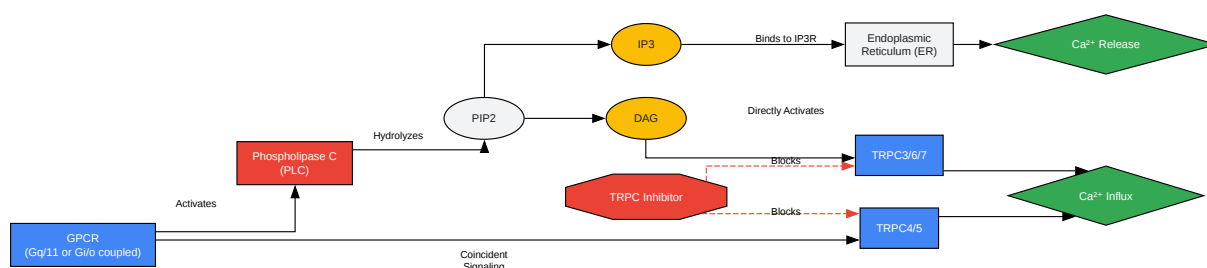 IP3
Binds to IP3R
Endoplasmic
Reticulum (ER)
Ca²⁺ Release
PIP2
DAG
Directly Activates
Hydrolyzes
Phospholipase C
(PLC)
TRPC3/6/7
Blocks
TRPC Inhibitor
Ca²⁺ Influx
Activates
Blocks
TRPC4/5
GPCR
(Gq/11 or Gi/o coupled)
Coincident
Signaling